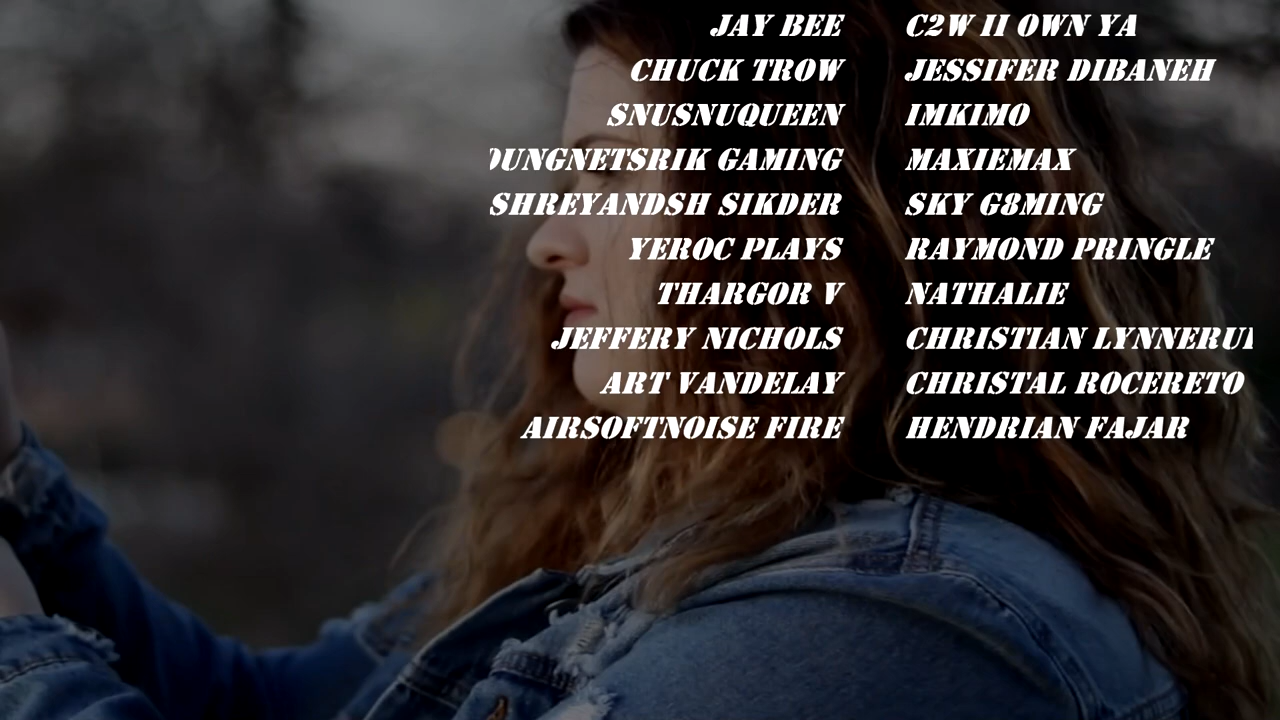 JAY BEE C2W II OWN YA
CHUCK TROW JESSIFER DIBANEH
SNUSNUQUEEN IMKIMO
GAMING MAXIEMAX
SHREYANDSH SIKDER SKY G8MING
YEROC PLAYS RAYMOND PRINGLE
THARGOR V NATHALIE
JEFFERY NICHOLS CHRISTIAN
ART VANDELAY CHRISTAL ROCERETO
AIRSOFTNOISE FIRE HENDRIAN FAJAR